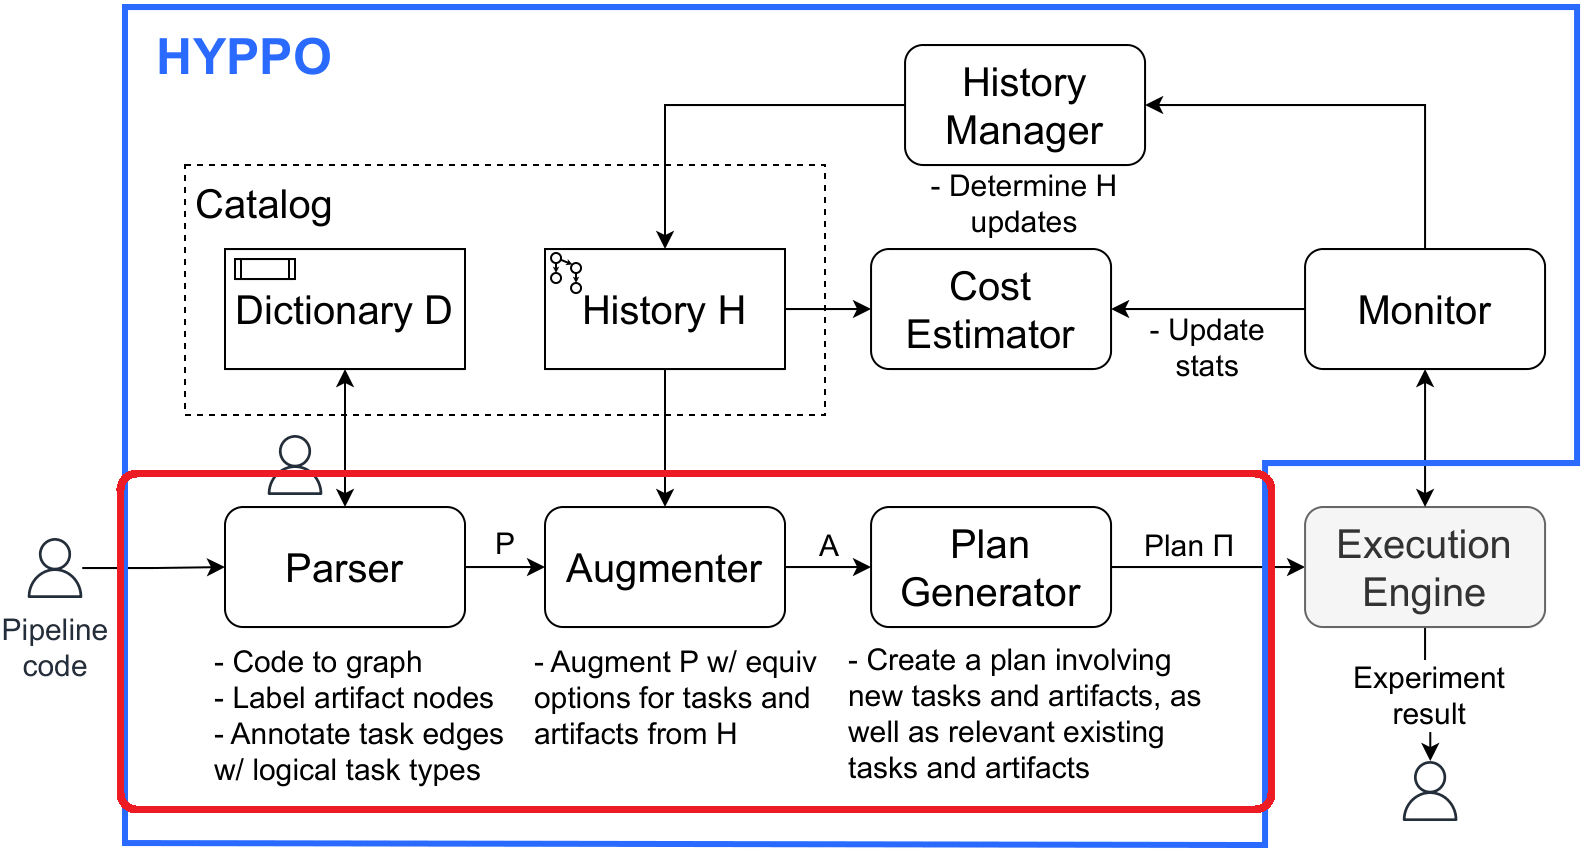 HYPPO
History
Manager
- Determine H
updates
Catalog
Dictionary D
History H
Cost
Estimator
- Update
stats
Monitor
Pipeline
code
Parser
P
Augmenter
A
Plan
Generator
Plan Π
Execution
Engine
- Code to graph
- Label artifact nodes
- Annotate task edges
w/ logical task types
- Augment P w/ equiv
options for tasks and
artifacts from H
- Create a plan involving
new tasks and artifacts, as
well as relevant existing
tasks and artifacts
Experiment
result